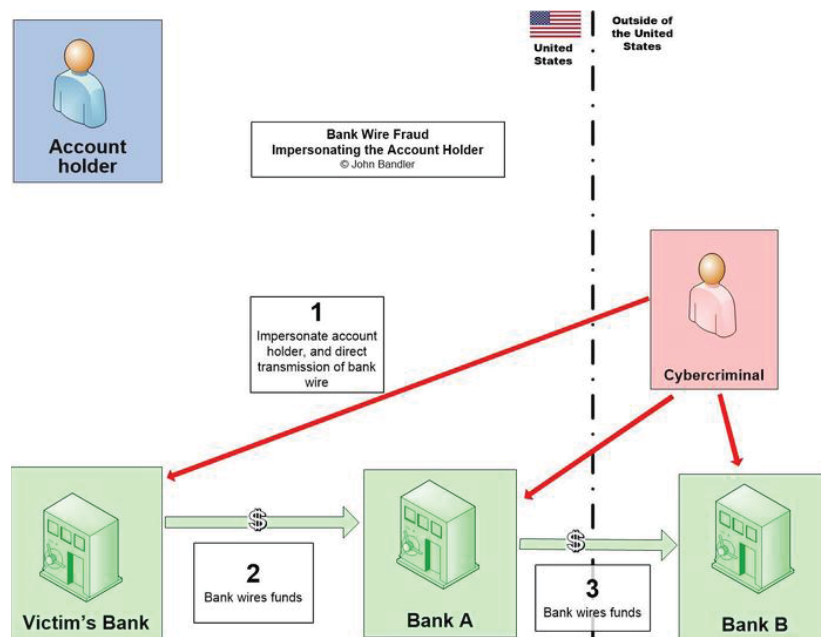 Account
holder
Bank Wire Fraud
Impersonating the Account Holder
© John Bandler
United
States
Outside of
the United
States
1
Impersonate account
holder, and direct
transmission of bank
wire
Cybercriminal
$
$
2
Bank wires funds
3
Bank wires funds
Victim's Bank
Bank A
Bank B